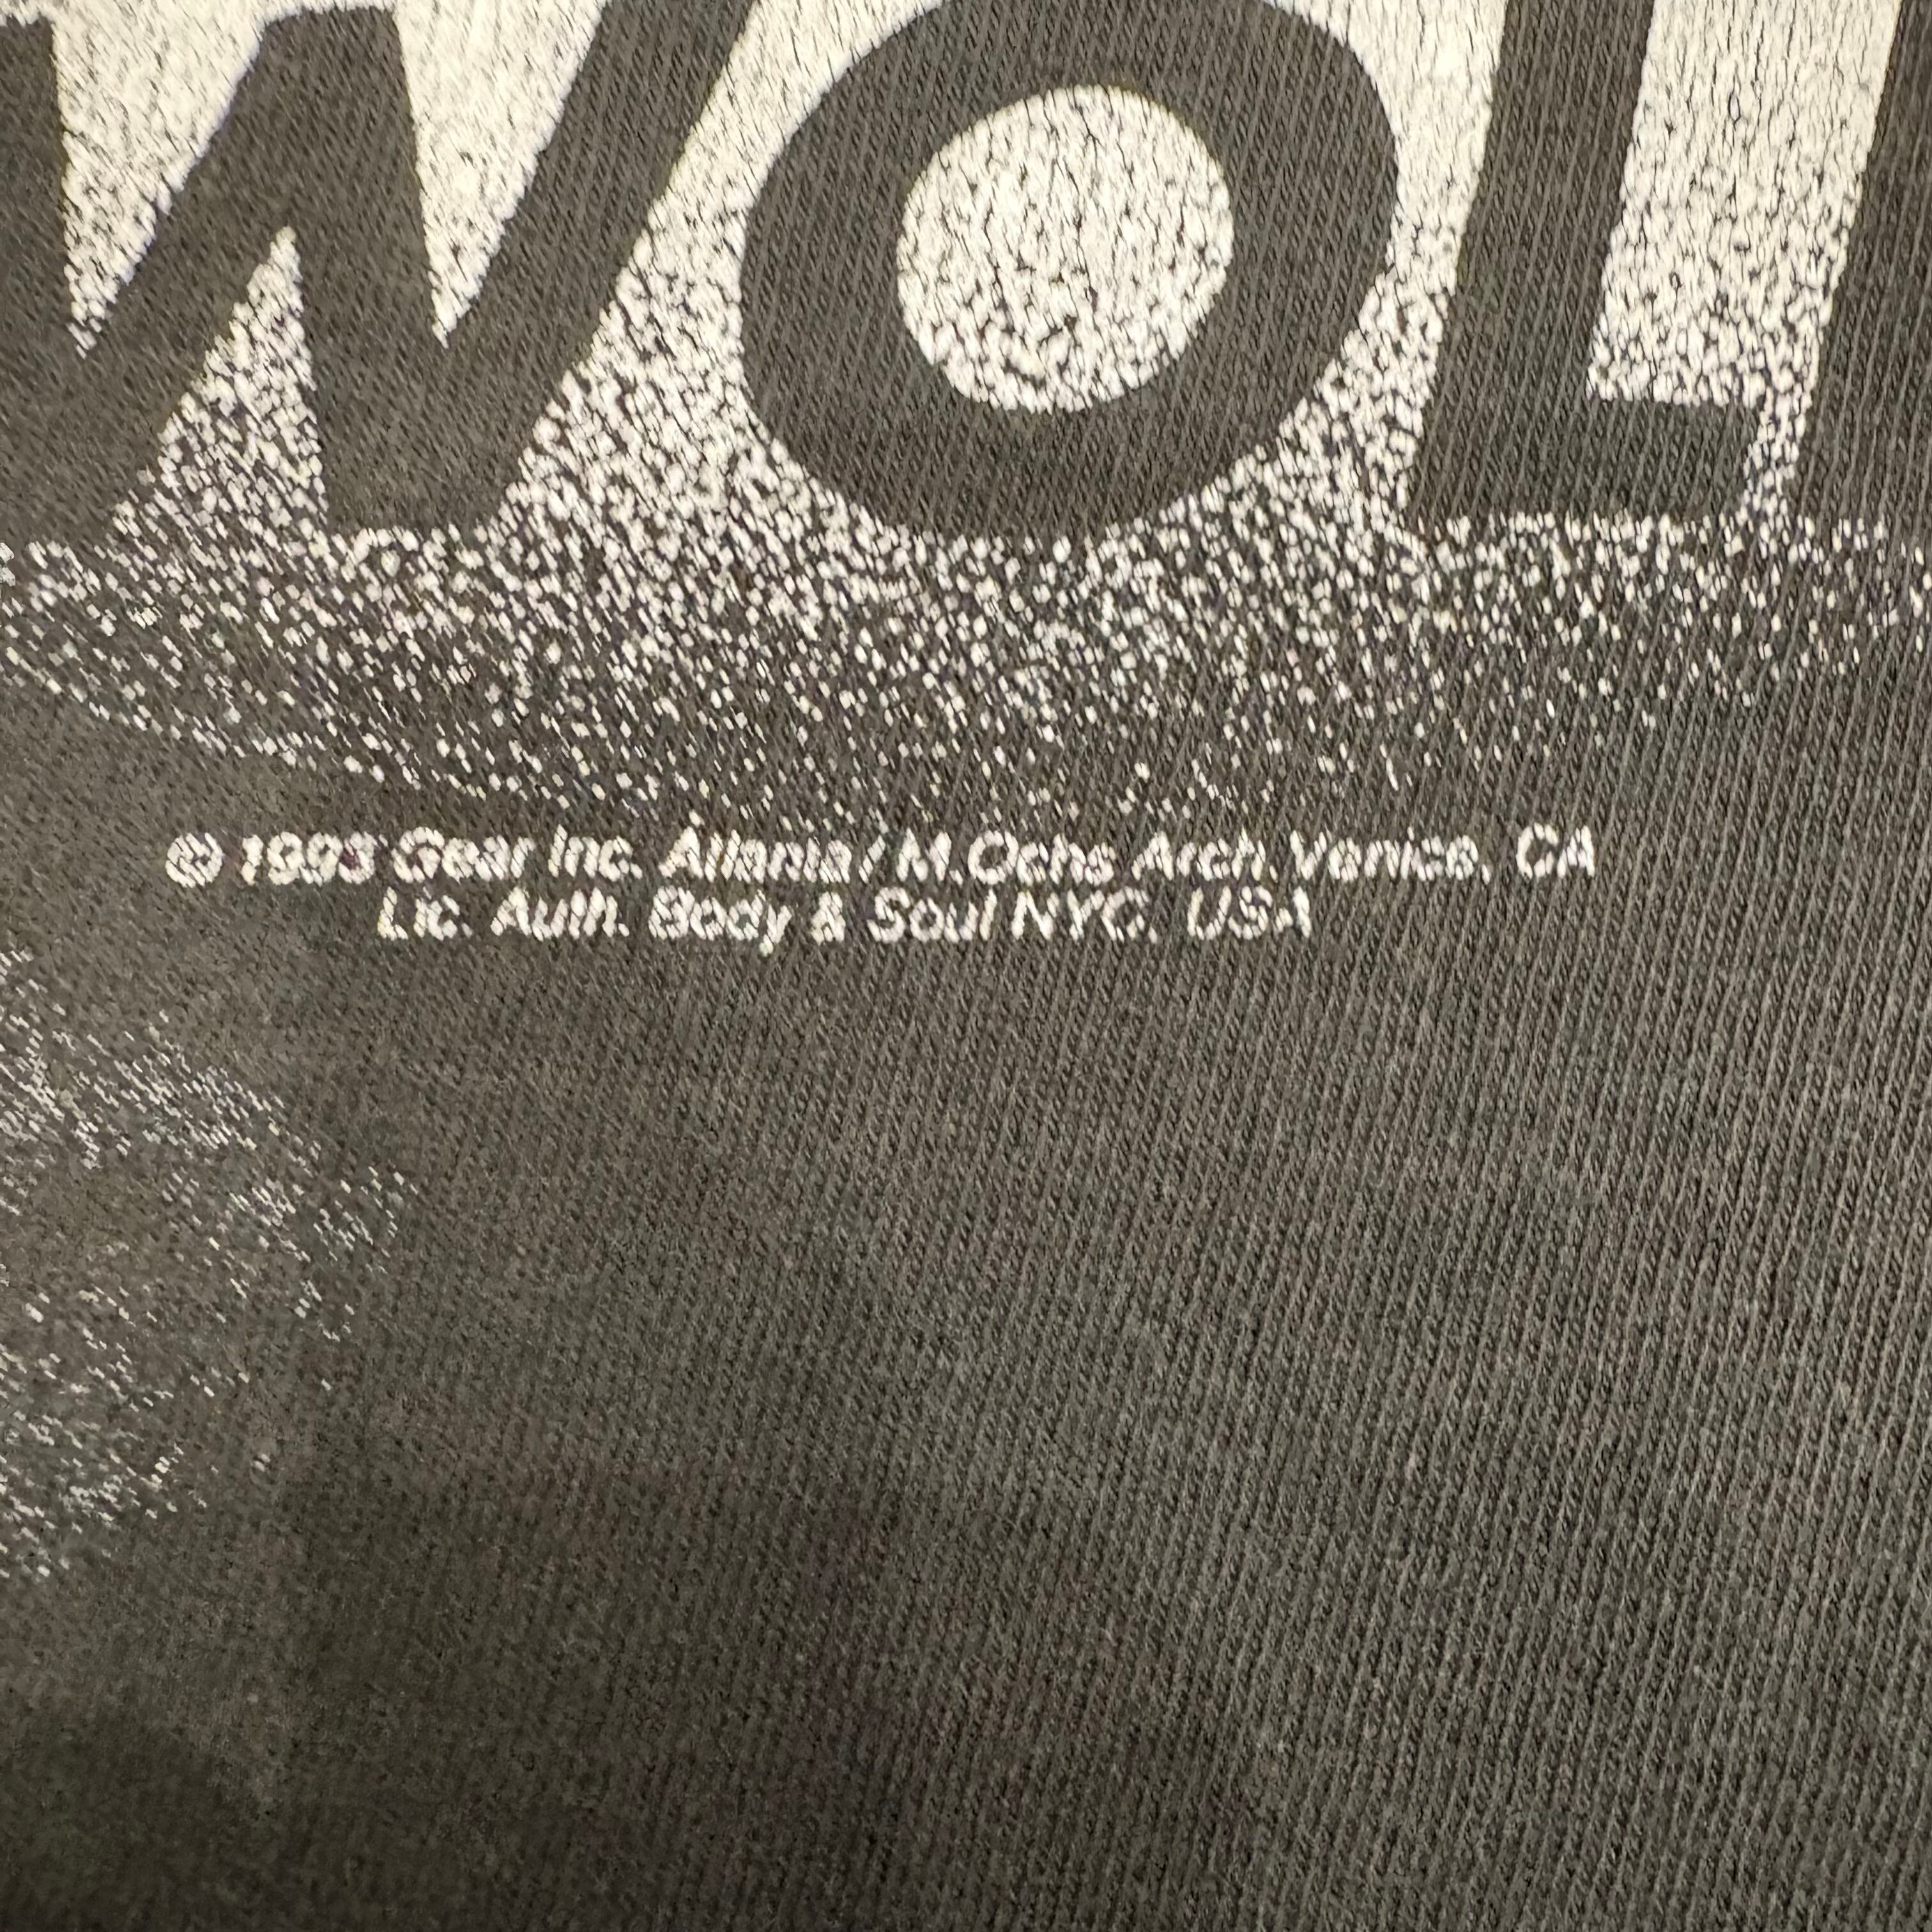 WOL
© 1993 Gear Inc. Atlanta / M.Ochs Arch. Venice, CA
Lic. Auth. Body & Soul NYC, USA